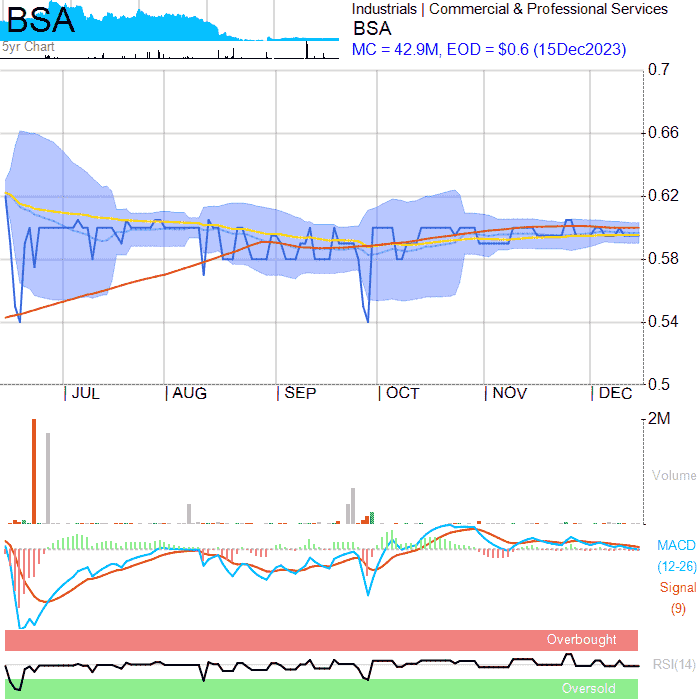 BSA
5yr Chart
Industrials | Commercial & Professional Services
BSA
MC = 42.9M, EOD = $0.6 (15Dec2023)
0.7
0.66
0.62
0.58
0.54
0.5
JUL AUG SEP OCT NOV DEC
2M
Volume
MACD
(12-26)
Signal
(9)
Overbought
RSI(14)
Oversold